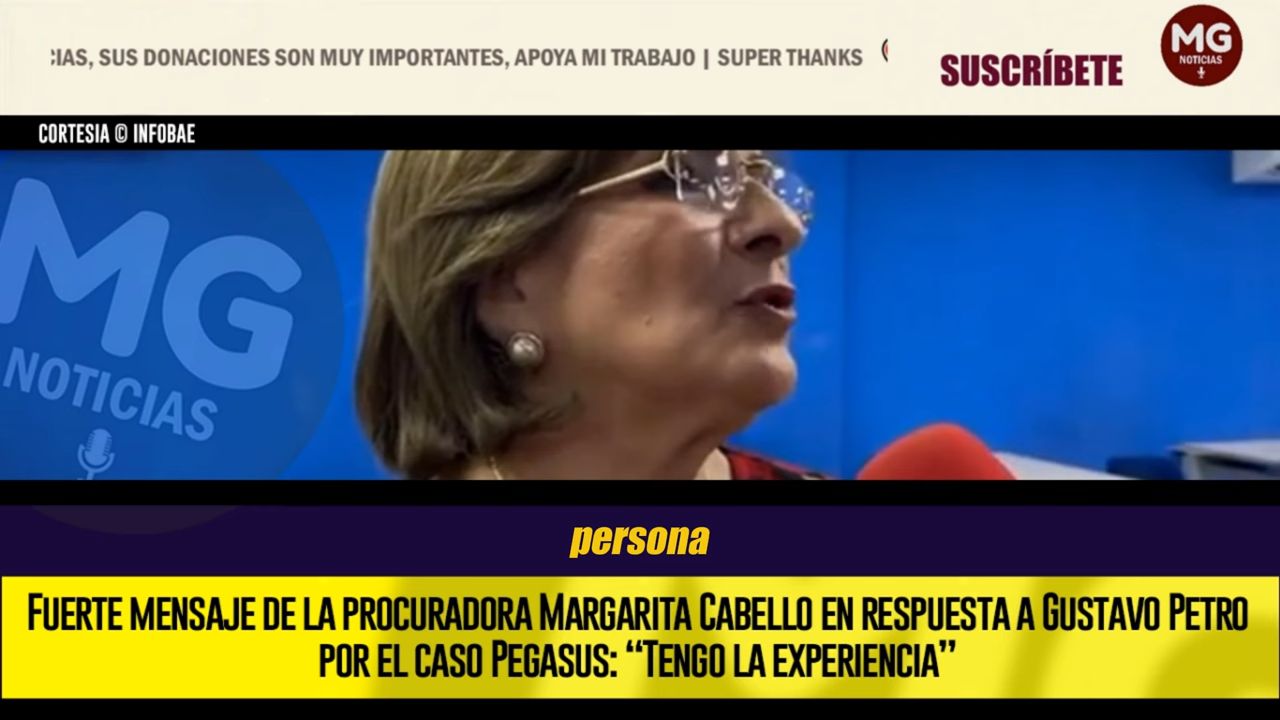 CIAS, SUS DONACIONES SON MUY IMPORTANTES, APOYA MI TRABAJO | SUPER THANKS
SUSCRÍBETE
MG
NOTICIAS
CORTESIA © INFOBAE
MG
NOTICIAS
persona
FUERTE MENSAJE DE LA PROCURADORA MARGARITA CABELLO EN RESPUESTA A GUSTAVO PETRO
POR EL CASO PEGASUS: “TENGO LA EXPERIENCIA”